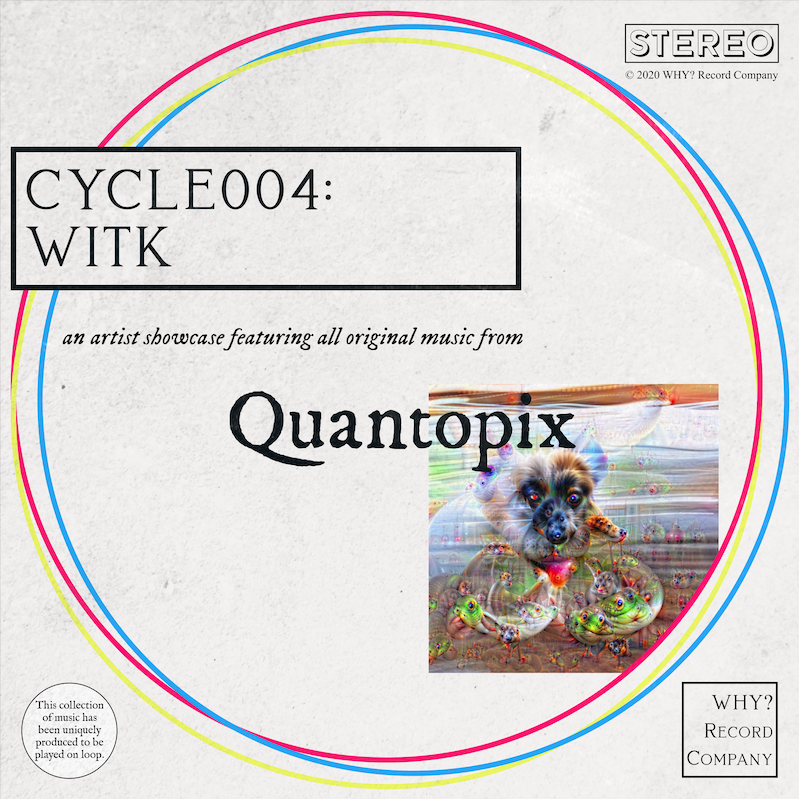 STEREO
© 2020 WHY? Record Company
CYCLE004:
WITK
an artist showcase featuring all original music from
Quantopix
This collection
of music has
been uniquely
produced to be
played on loop.
WHY?
Record
Company